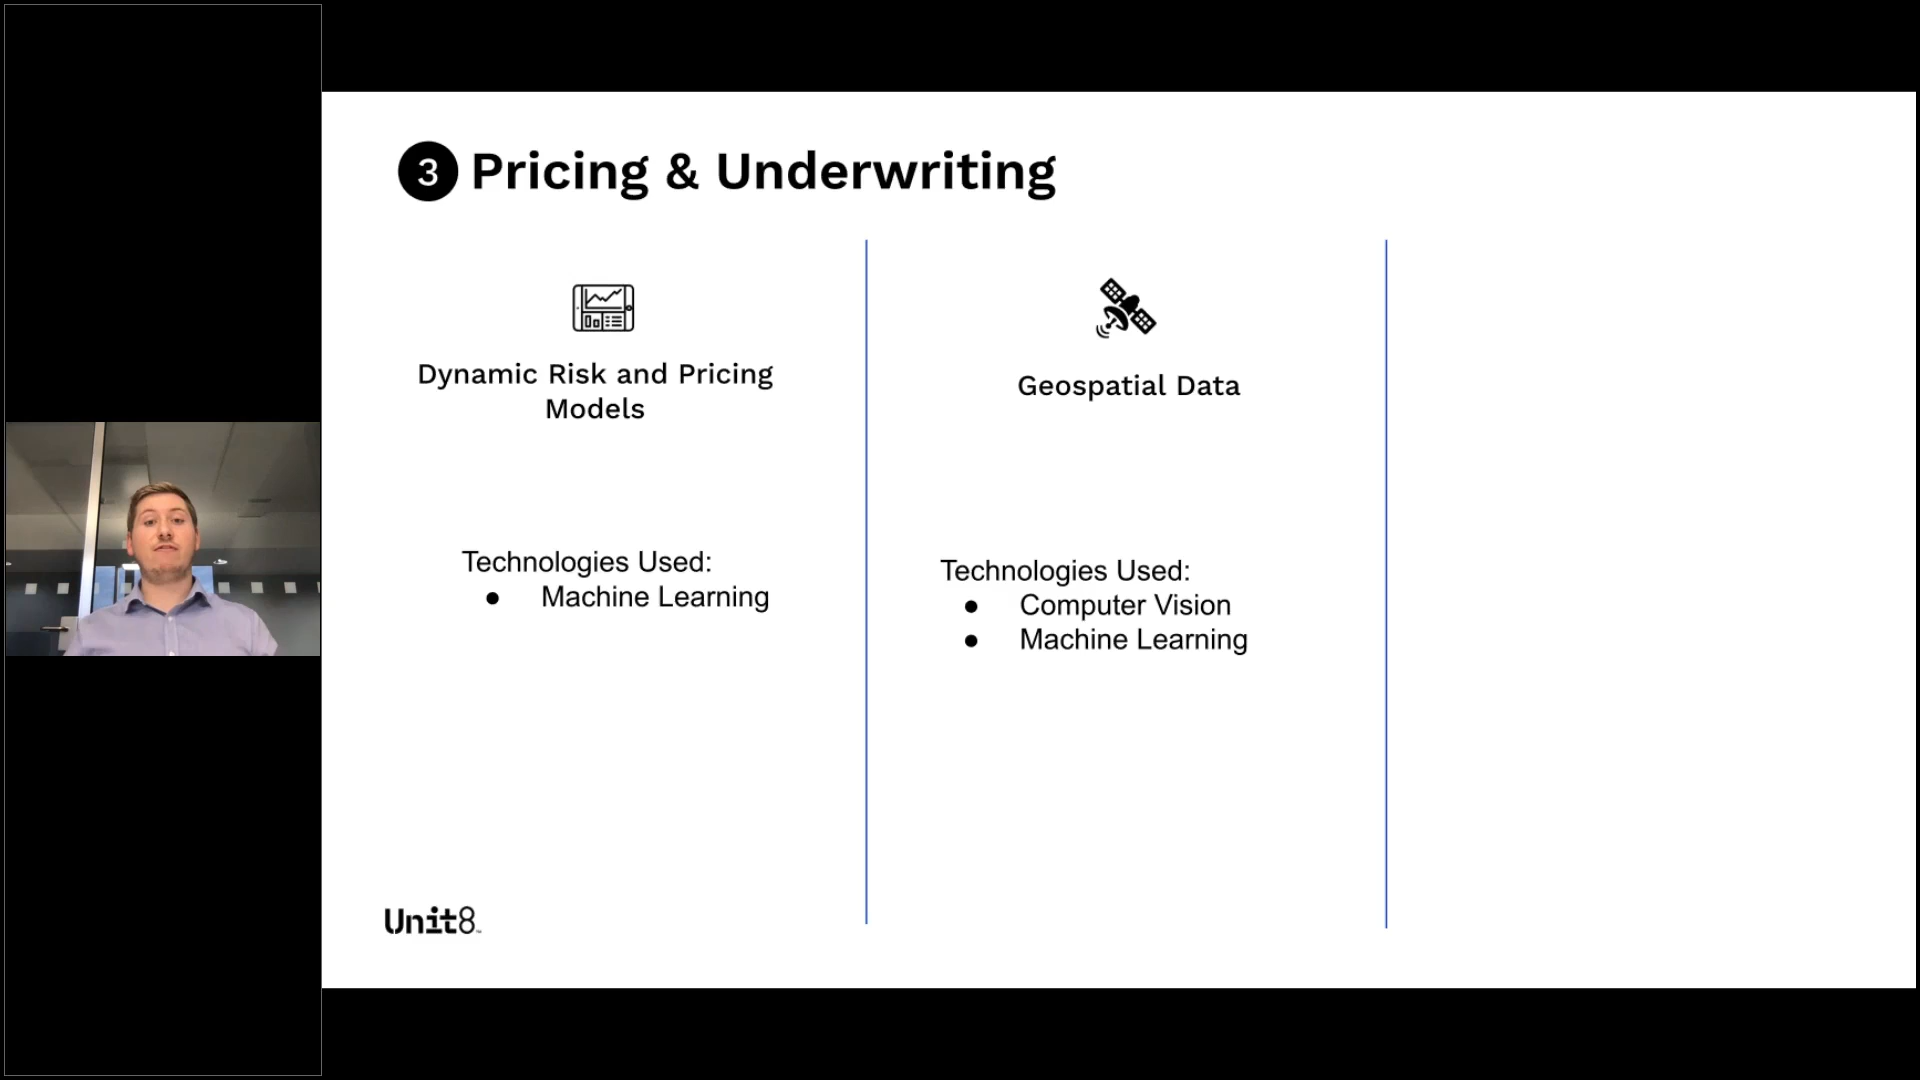 3 Pricing & Underwriting
Dynamic Risk and Pricing
Models
Technologies Used:
● Machine Learning
Geospatial Data
Technologies Used:
● Computer Vision
● Machine Learning
Unit8